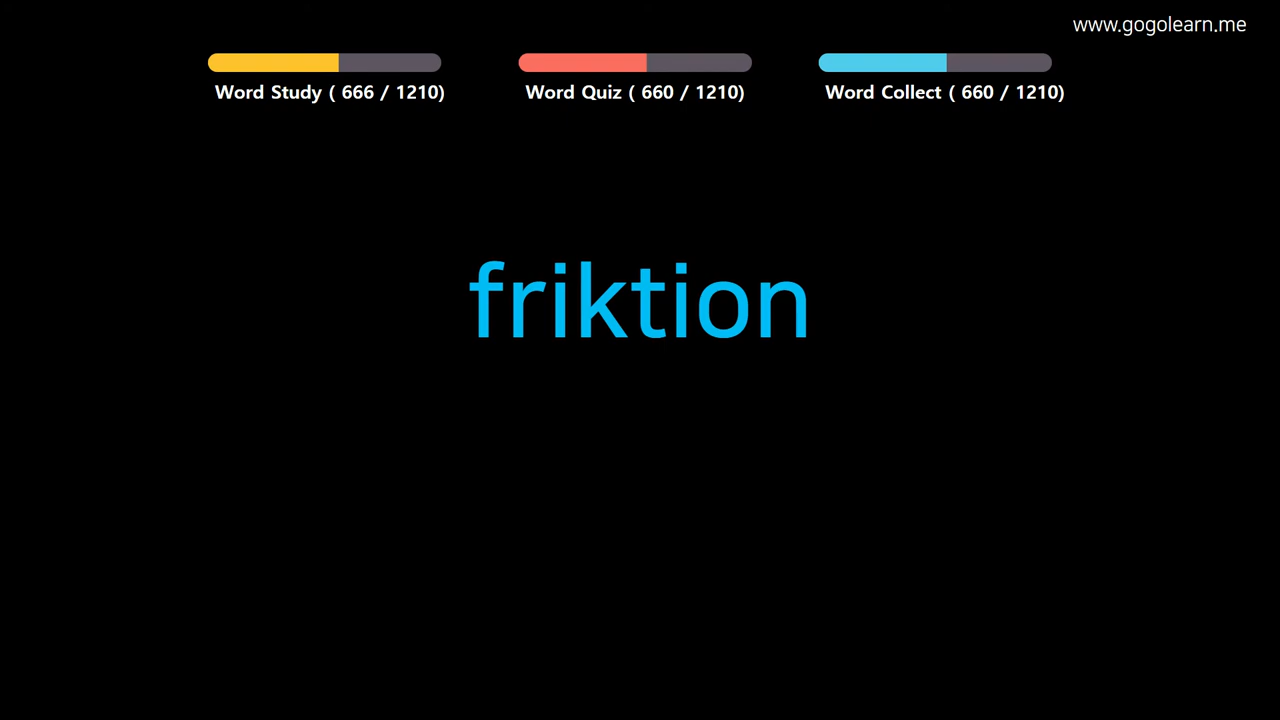 www.gogolearn.me
Word Study ( 666 / 1210)
Word Quiz ( 660 / 1210)
Word Collect ( 660 / 1210)
friktion